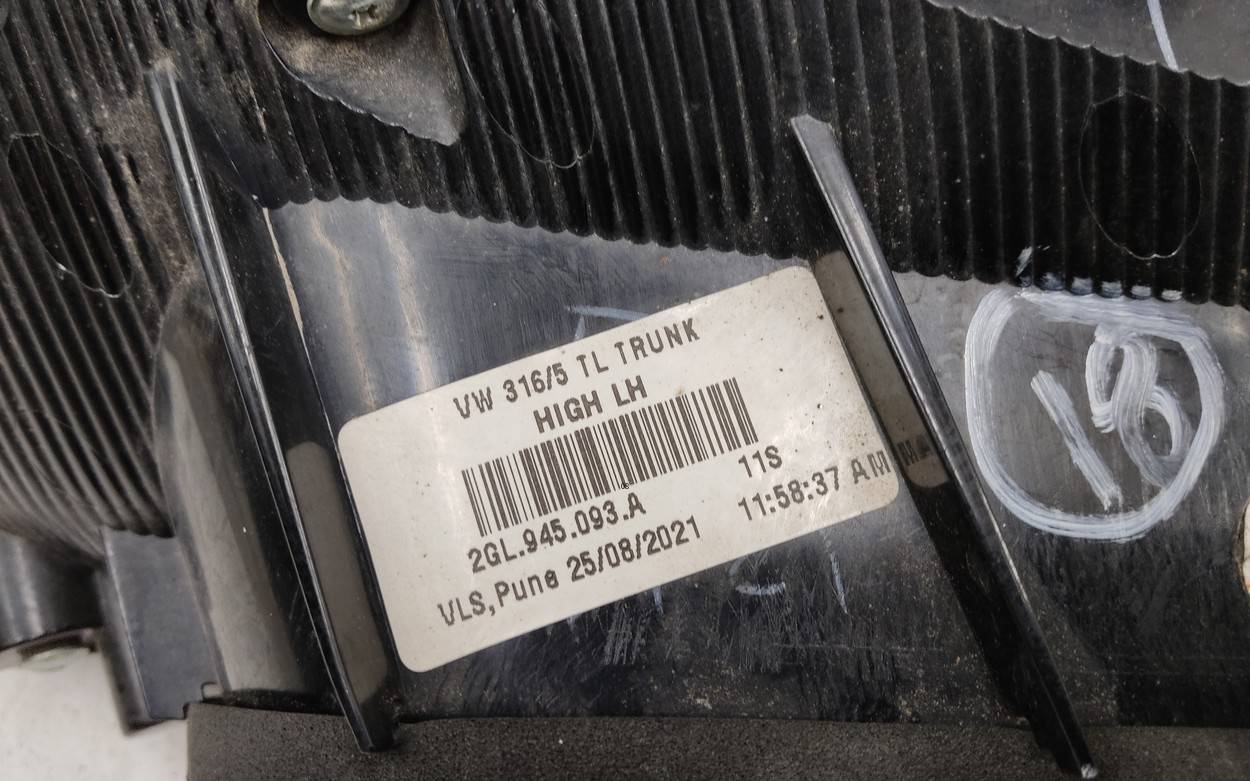 VW 316/5 TL TRUNK
HIGH LH
11S
2GL.945.093.A
VLS,Pune 25/08/2021 11:58:37 AM
18